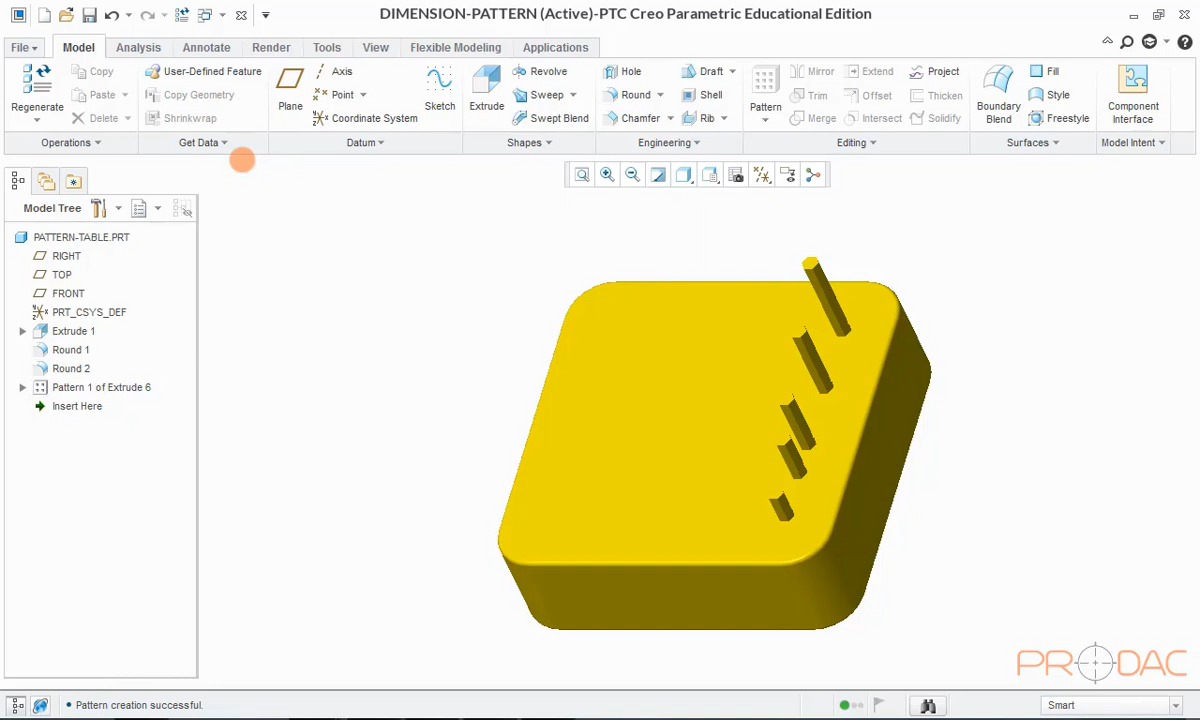 DIMENSION-PATTERN (Active)-PTC Creo Parametric Educational Edition
File Model Analysis Annotate Render Tools View Flexible Modeling Applications
Regenerate
Copy
Paste
Delete
Operations
User-Defined Feature
Copy Geometry
Shrinkwrap
Get Data
Plane
Axis
Point
Coordinate System
Sketch
Datum
Extrude
Revolve
Sweep
Swept Blend
Shapes
Hole
Round
Chamfer
Draft
Shell
Rib
Engineering
Pattern
Mirror
Trim
Merge
Extend
Offset
Intersect
Project
Thicken
Solidify
Editing
Boundary
Blend
Fill
Style
Freestyle
Surfaces
Component
Interface
Model Intent
Model Tree
PATTERN-TABLE.PRT
RIGHT
TOP
FRONT
PRT_CSYS_DEF
Extrude 1
Round 1
Round 2
Pattern 1 of Extrude 6
Insert Here
PRODAC
• Pattern creation successful.
Smart